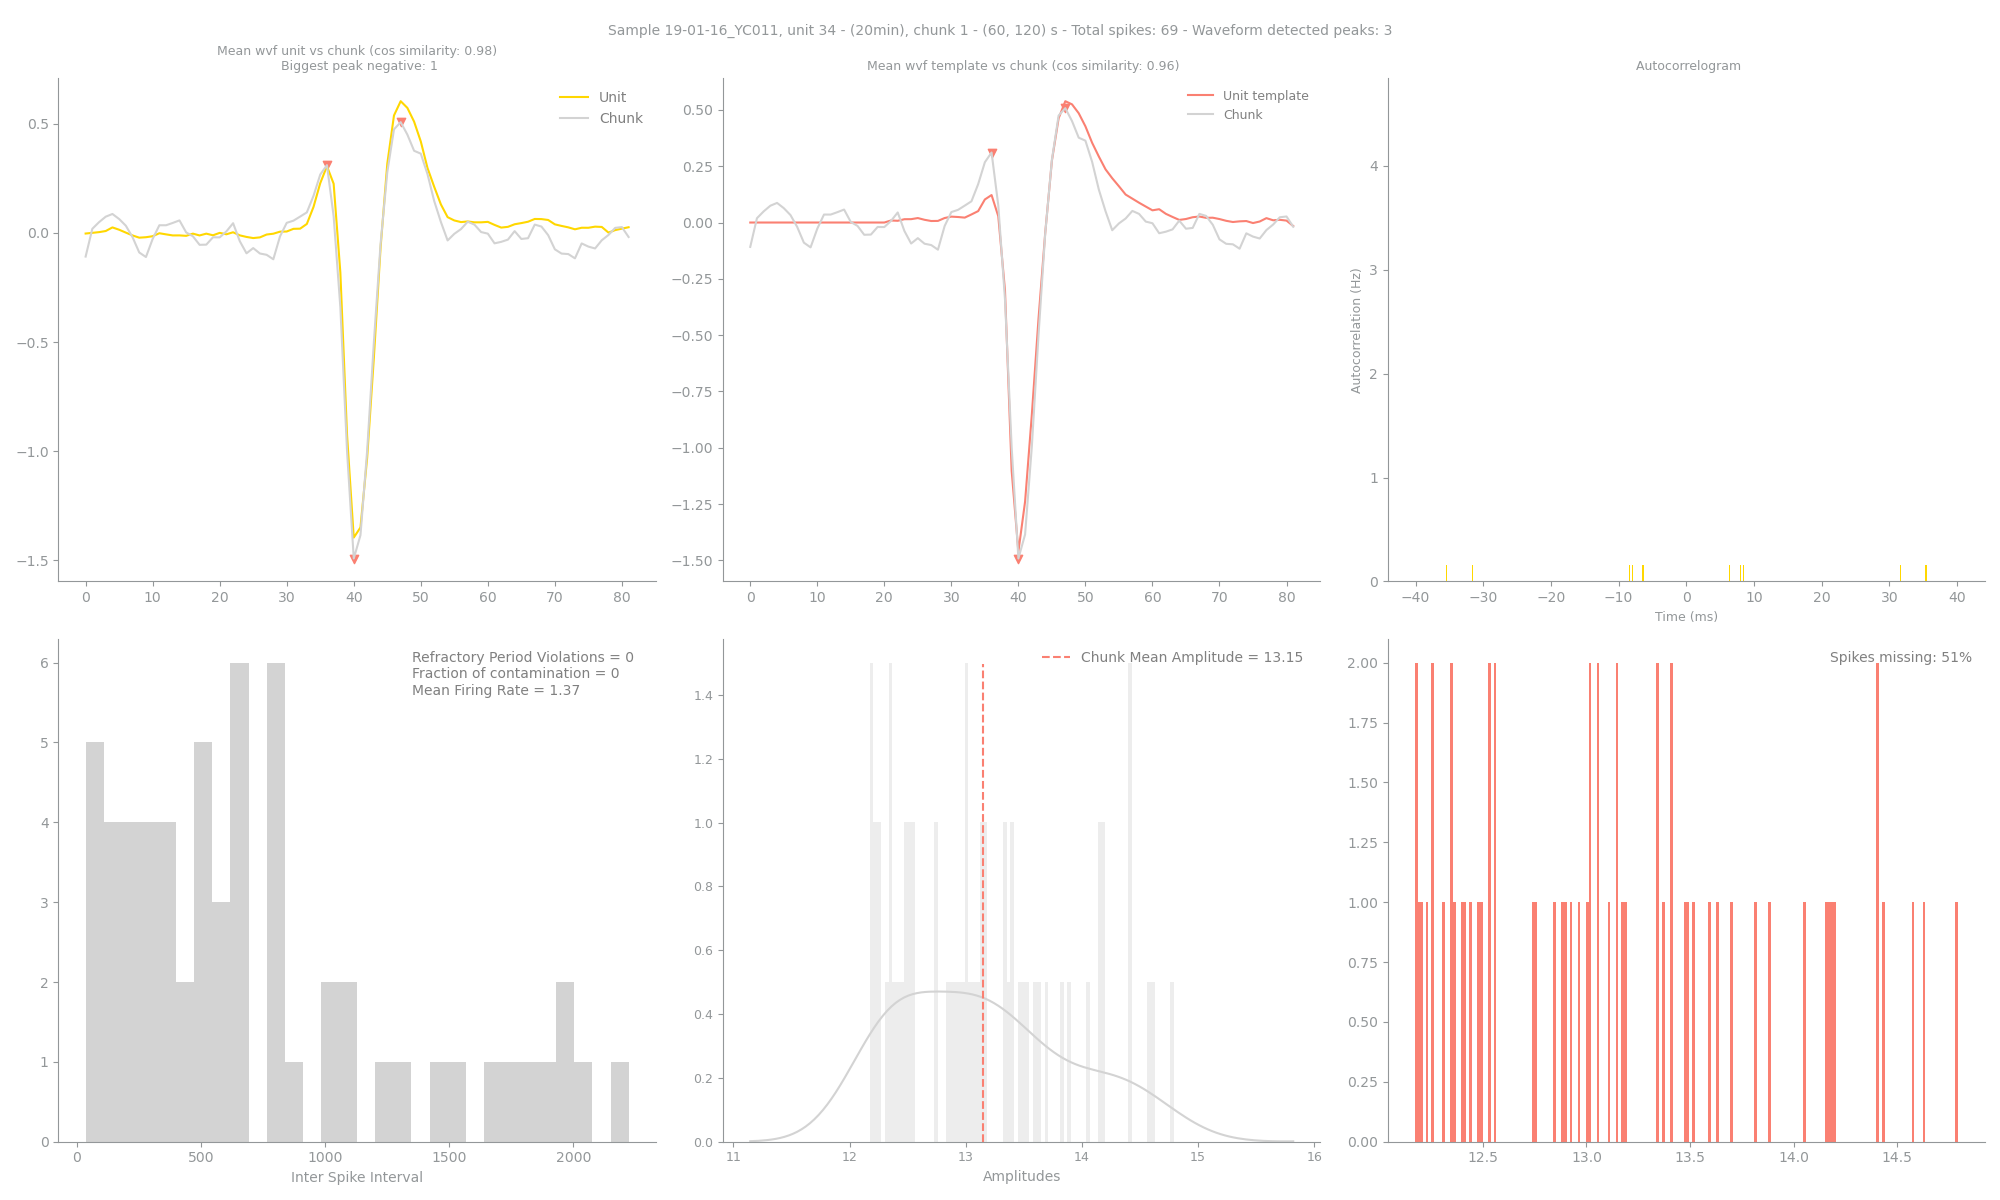 Sample 19-01-16_YC011, unit 34 - (20min), chunk 1 - (60, 120) s - Total spikes: 69 - Waveform detected peaks: 3
Mean wvf unit vs chunk (cos similarity: 0.98)
Biggest peak negative: 1
Unit
Chunk
0.5
0.0
−0.5
−1.0
−1.5
0 10 20 30 40 50 60 70 80
Mean wvf template vs chunk (cos similarity: 0.96)
Unit template
Chunk
0.50
0.25
0.00
−0.25
−0.50
−0.75
−1.00
−1.25
−1.50
0 10 20 30 40 50 60 70 80
Autocorrelogram
Autocorrelation (Hz)
4
3
2
1
0
−40 −30 −20 −10 0 10 20 30 40
Time (ms)
Refractory Period Violations = 0
Fraction of contamination = 0
Mean Firing Rate = 1.37
6
5
4
3
2
1
0
0 500 1000 1500 2000
Inter Spike Interval
Chunk Mean Amplitude = 13.15
1.4
1.2
1.0
0.8
0.6
0.4
0.2
0.0
11 12 13 14 15 16
Amplitudes
Spikes missing: 51%
2.00
1.75
1.50
1.25
1.00
0.75
0.50
0.25
0.00
12.5 13.0 13.5 14.0 14.5